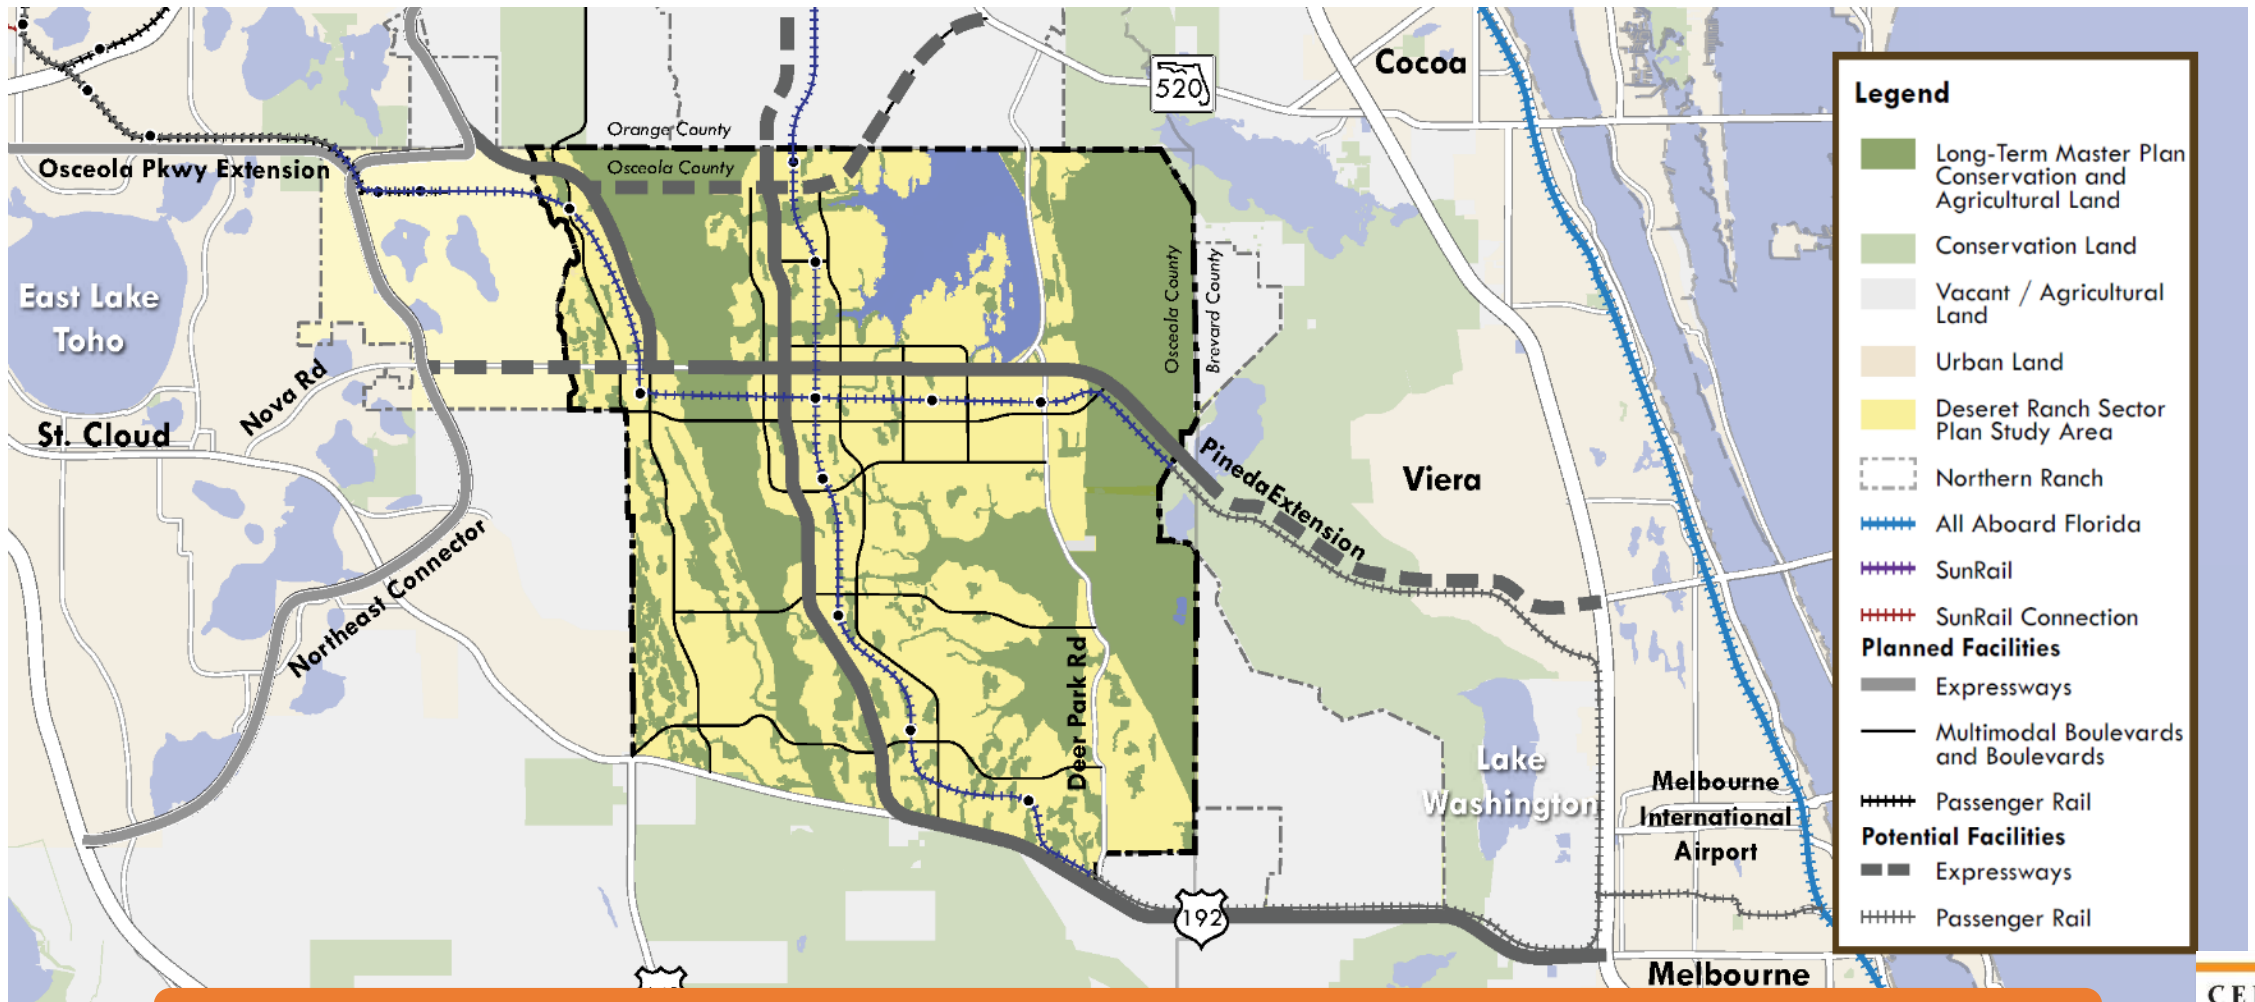 Cocoa
520
Orange County
Osceola County
Osceola Pkwy Extension
East Lake
Toho
Nova Rd
St. Cloud
Northeast Connector
Osceola County
Brevard County
Pineda Extension
Viera
Deer Park Rd
Lake
Washington
Melbourne
International
Airport
192
Melbourne
Legend
Long-Term Master Plan
Conservation and
Agricultural Land
Conservation Land
Vacant / Agricultural
Land
Urban Land
Deseret Ranch Sector
Plan Study Area
Northern Ranch
All Aboard Florida
SunRail
SunRail Connection
Planned Facilities
Expressways
Multimodal Boulevards
and Boulevards
Passenger Rail
Potential Facilities
Expressways
Passenger Rail